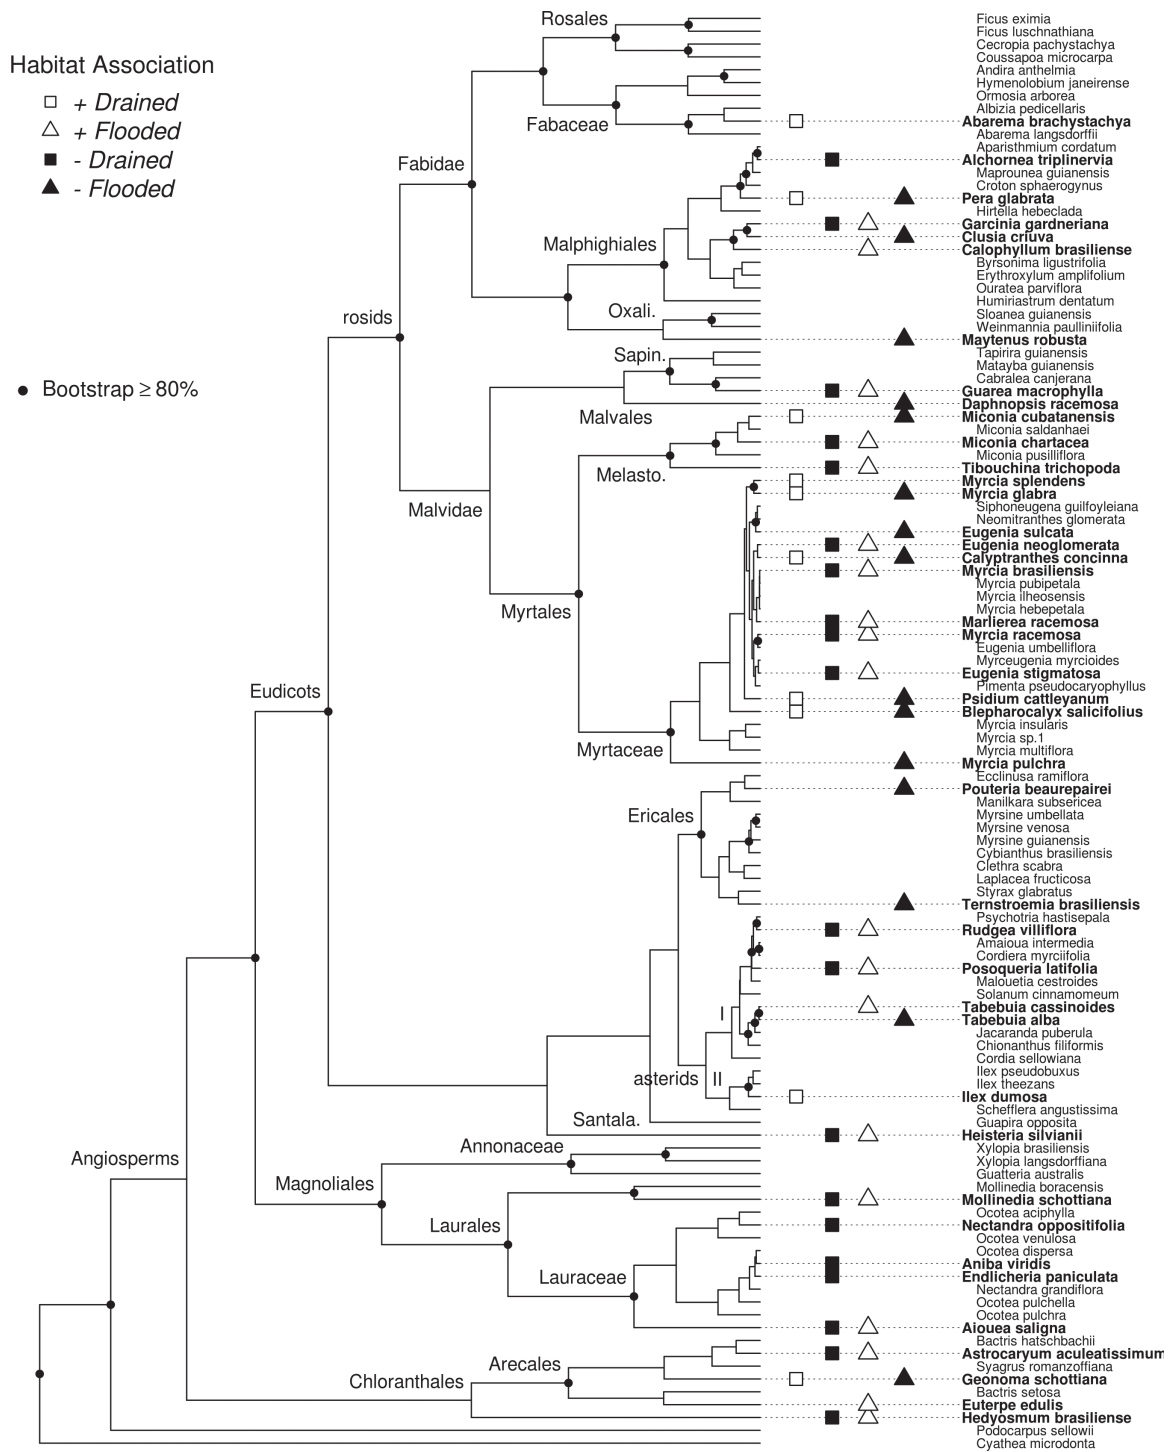 Habitat Association
+ Drained
+ Flooded
- Drained
- Flooded
Bootstrap ≥ 80%
Rosales
Fabaceae
Fabidae
Malphighiales
Oxali.
rosids
Sapin.
Malvales
Melasto.
Malvidae
Myrtales
Eudicots
Myrtaceae
Ericales
I
asterids
II
Santala.
Annonaceae
Angiosperms
Magnoliales
Laurales
Lauraceae
Arecales
Chloranthales
Ficus eximia
Ficus luschnathiana
Cecropia pachystachya
Coussapoa microcarpa
Andira anthelmia
Hymenolobium janeirense
Ormosia arborea
Albizia pedicellaris
Abarema brachystachya
Abarema langsdorffii
Aparisthmium cordatum
Alchornea triplinervia
Maprounea guianensis
Croton sphaerogynus
Pera glabrata
Hirtella hebeclada
Garcinia gardneriana
Clusia criuva
Calophyllum brasiliense
Byrsonima ligustrifolia
Erythroxylum amplifolium
Ouratea parviflora
Humiriastrum dentatum
Sloanea guianensis
Weinmannia paulliniifolia
Maytenus robusta
Tapirira guianensis
Matayba guianensis
Cabralea canjerana
Guarea macrophylla
Daphnopsis racemosa
Miconia cubatanensis
Miconia saldanhaei
Miconia chartacea
Miconia pusilliflora
Tibouchina trichopoda
Myrcia splendens
Myrcia glabra
Siphoneugena guilfoyleiana
Neomitranthes glomerata
Eugenia sulcata
Eugenia neoglomerata
Calyptranthes concinna
Myrcia brasiliensis
Myrcia pubipetala
Myrcia ilheosensis
Myrcia hebepetala
Marlierea racemosa
Myrcia racemosa
Eugenia umbelliflora
Myrceugenia myrcioides
Eugenia stigmatosa
Pimenta pseudocaryophyllus
Psidium cattleyanum
Blepharocalyx salicifolius
Myrcia insularis
Myrcia sp.1
Myrcia multiflora
Myrcia pulchra
Ecclinusa ramiflora
Pouteria beaurepairei
Manilkara subsericea
Myrsine umbellata
Myrsine venosa
Myrsine guianensis
Cybianthus brasiliensis
Clethra scabra
Laplacea fructicosa
Styrax glabratus
Ternstroemia brasiliensis
Psychotria hastisepala
Rudgea villiflora
Amaioua intermedia
Cordiera myrciifolia
Posoqueria latifolia
Malouetia cestroides
Solanum cinnamomeum
Tabebuia cassinoides
Tabebuia alba
Jacaranda puberula
Chionanthus filiformis
Cordia sellowiana
Ilex pseudobuxus
Ilex theezans
Ilex dumosa
Schefflera angustissima
Guapira opposita
Heisteria silvianii
Xylopia brasiliensis
Xylopia langsdorffiana
Guatteria australis
Mollinedia boracensis
Mollinedia schottiana
Ocotea aciphylla
Nectandra oppositifolia
Ocotea venulosa
Ocotea dispersa
Aniba viridis
Endlicheria paniculata
Nectandra grandiflora
Ocotea pulchella
Ocotea pulchra
Aiouea saligna
Bactris hatschbachii
Astrocaryum aculeatissimum
Syagrus romanzoffiana
Geonoma schottiana
Bactris setosa
Euterpe edulis
Hedyosmum brasiliense
Podocarpus sellowii
Cyathea microdonta